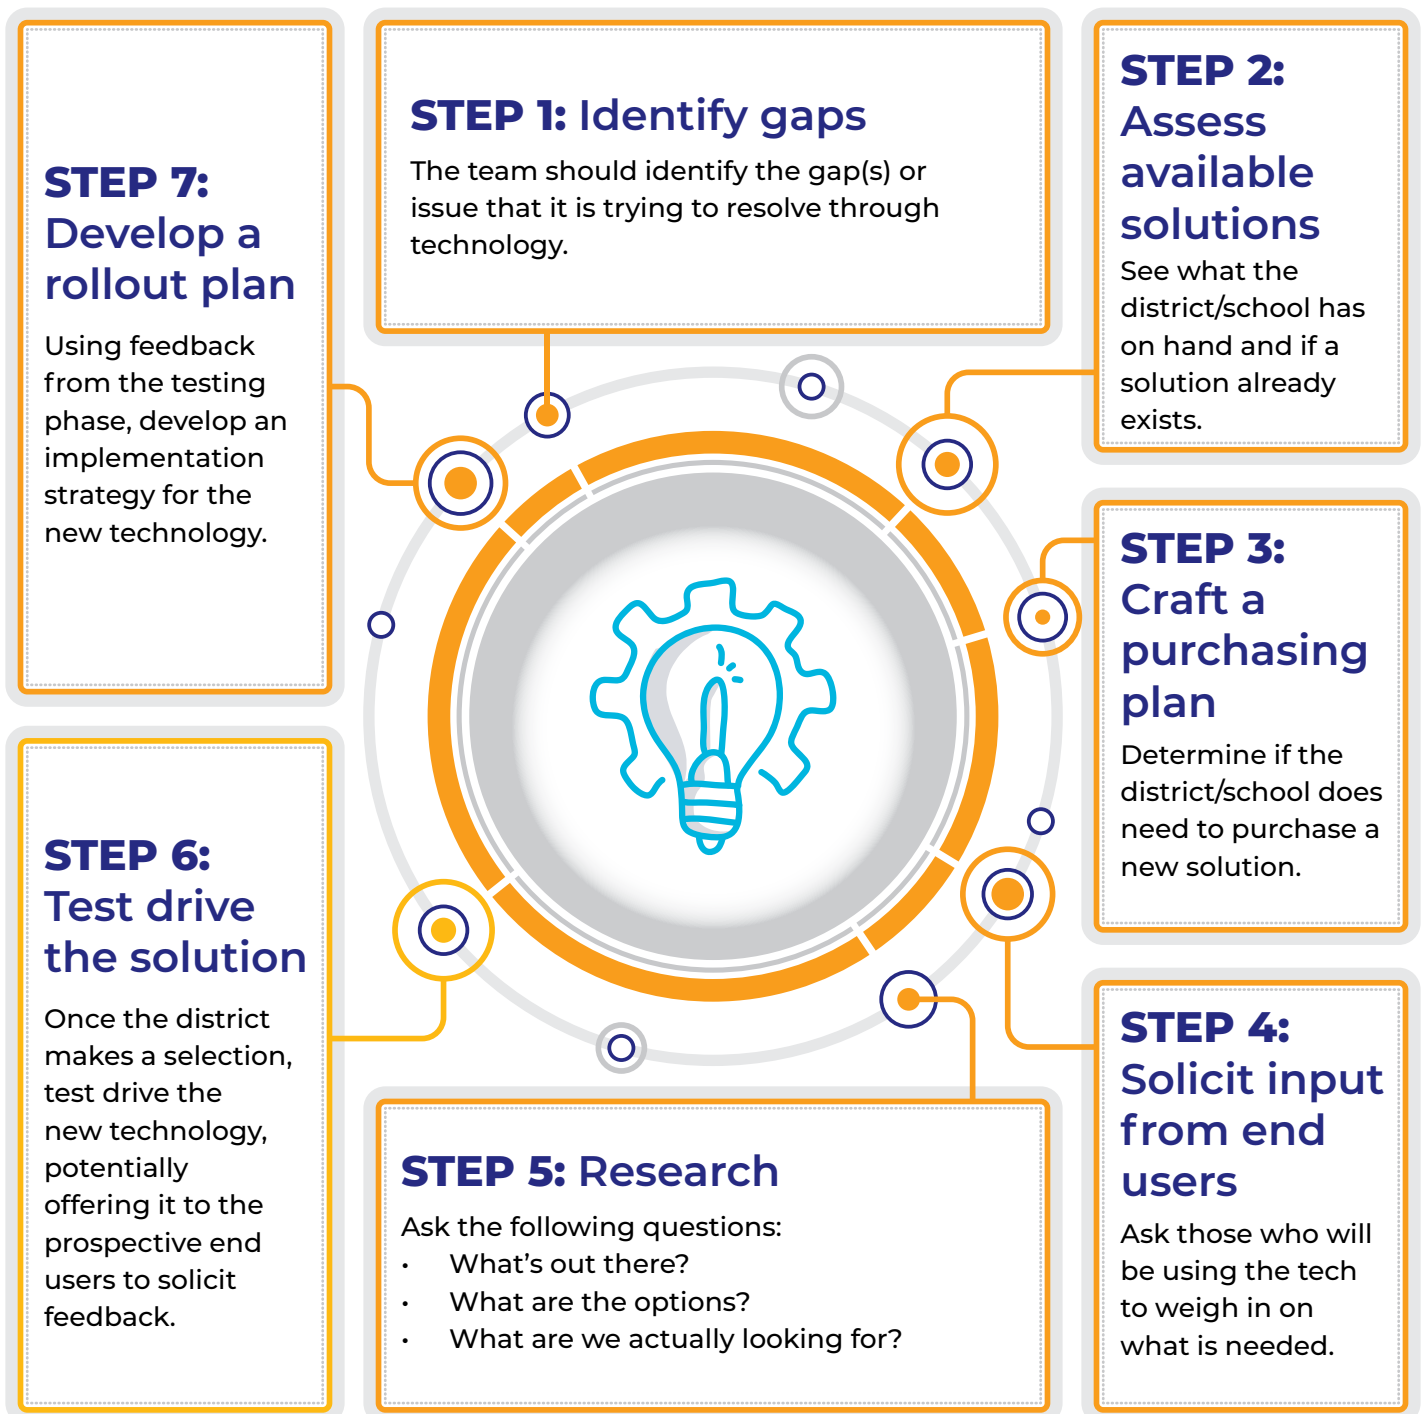 STEP 1: Identify gaps
The team should identify the gap(s) or
issue that it is trying to resolve through
technology.
STEP 2:
Assess
available
solutions
See what the
district/school has
on hand and if a
solution already
exists.
STEP 3:
Craft a
purchasing
plan
Determine if the
district/school does
need to purchase a
new solution.
STEP 4:
Solicit input
from end
users
Ask those who will
be using the tech
to weigh in on
what is needed.
STEP 5: Research
Ask the following questions:
• What’s out there?
• What are the options?
• What are we actually looking for?
STEP 6:
Test drive
the solution
Once the district
makes a selection,
test drive the
new technology,
potentially
offering it to the
prospective end
users to solicit
feedback.
STEP 7:
Develop a
rollout plan
Using feedback
from the testing
phase, develop an
implementation
strategy for the
new technology.